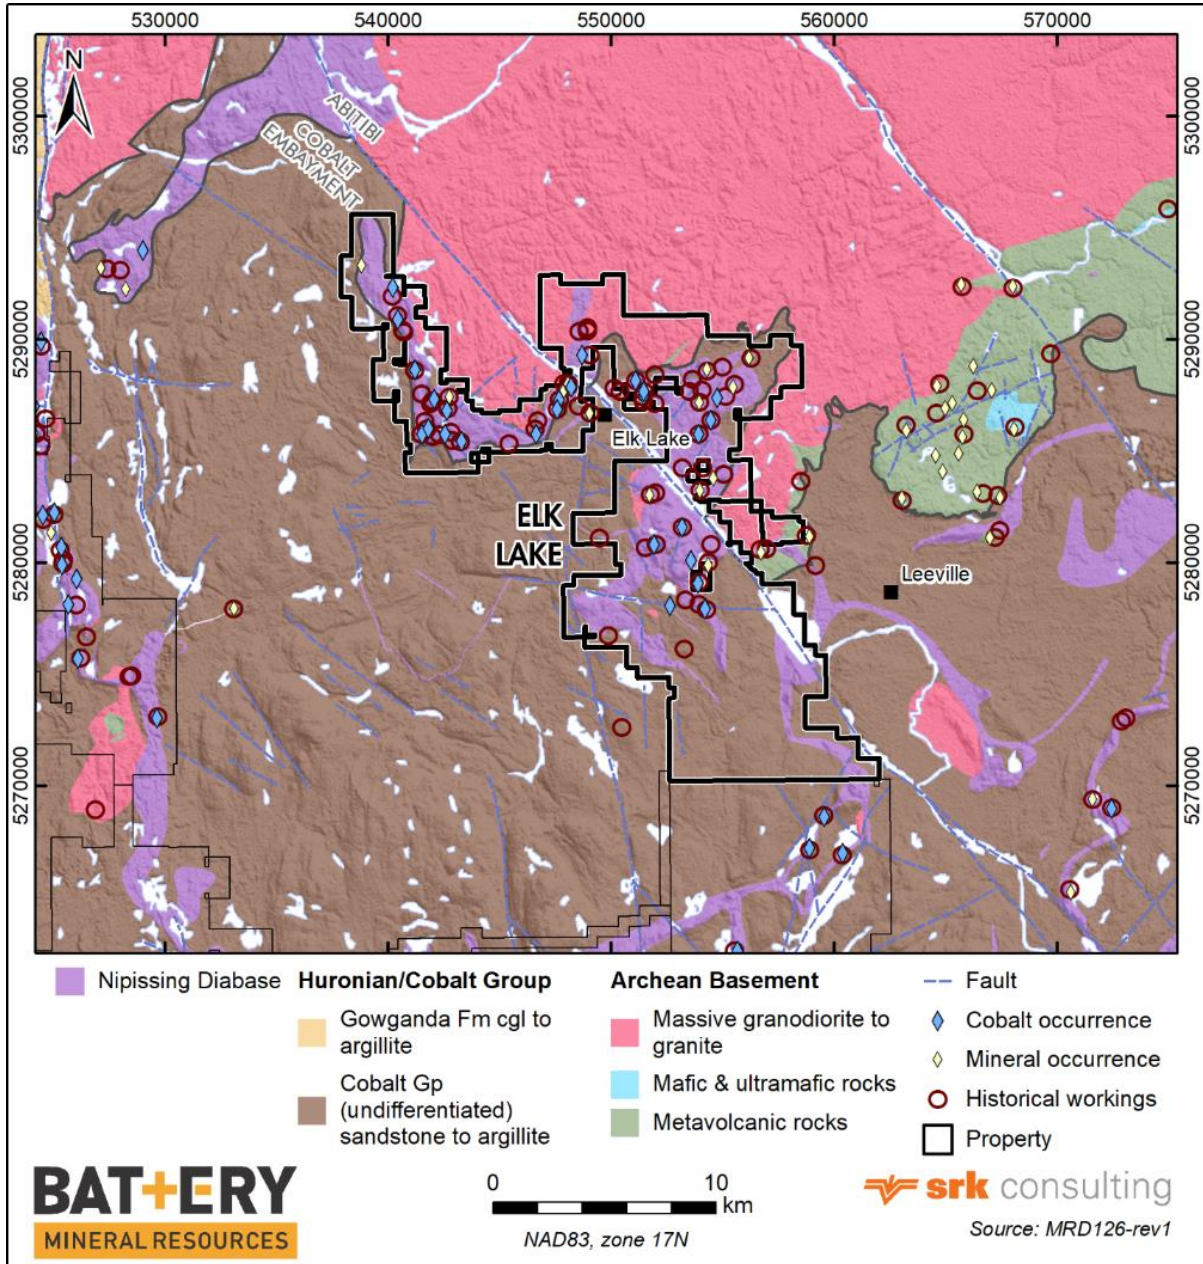 530000 540000 550000 560000 570000
N
5300000
5290000
5280000
5270000
5300000
5290000
5280000
5270000
ABITIBI
COBALT
EMBAYMENT
Elk Lake
ELK
LAKE
Leeville
Nipissing Diabase
Huronian/Cobalt Group
Gowganda Fm cgl to
argillite
Cobalt Gp
(undifferentiated)
sandstone to argillite
Archean Basement
Massive granodiorite to
granite
Mafic & ultramafic rocks
Metavolcanic rocks
Fault
Cobalt occurrence
Mineral occurrence
Historical workings
Property
BATTERY
MINERAL RESOURCES
0 10
km
NAD83, zone 17N
srk consulting
Source: MRD126-rev1